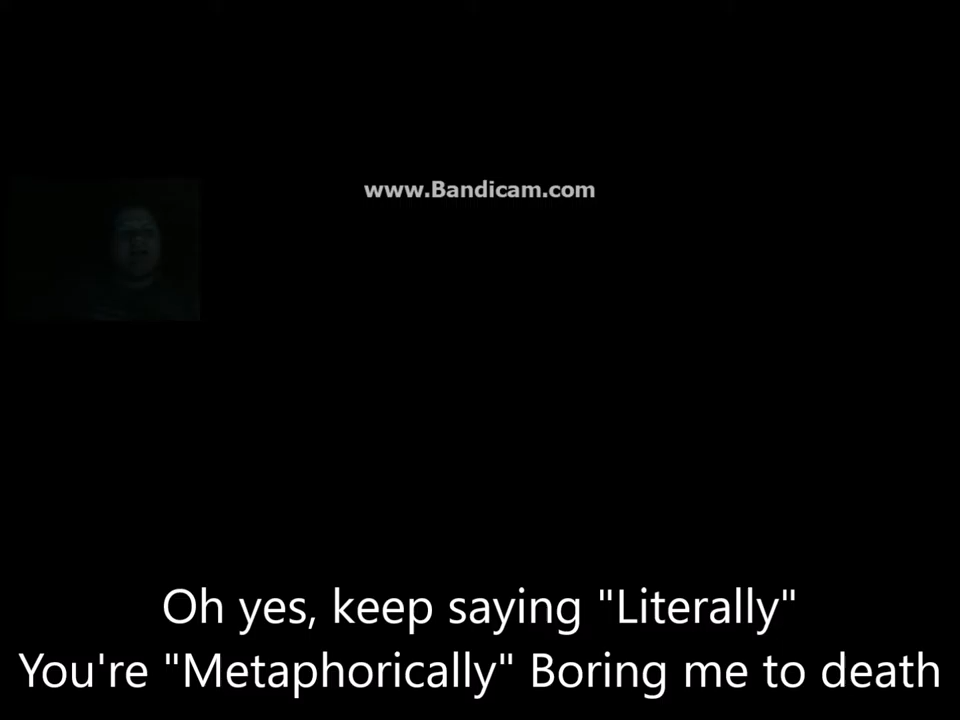 www.Bandicam.com
Oh yes, keep saying "Literally"
You're "Metaphorically" Boring me to death